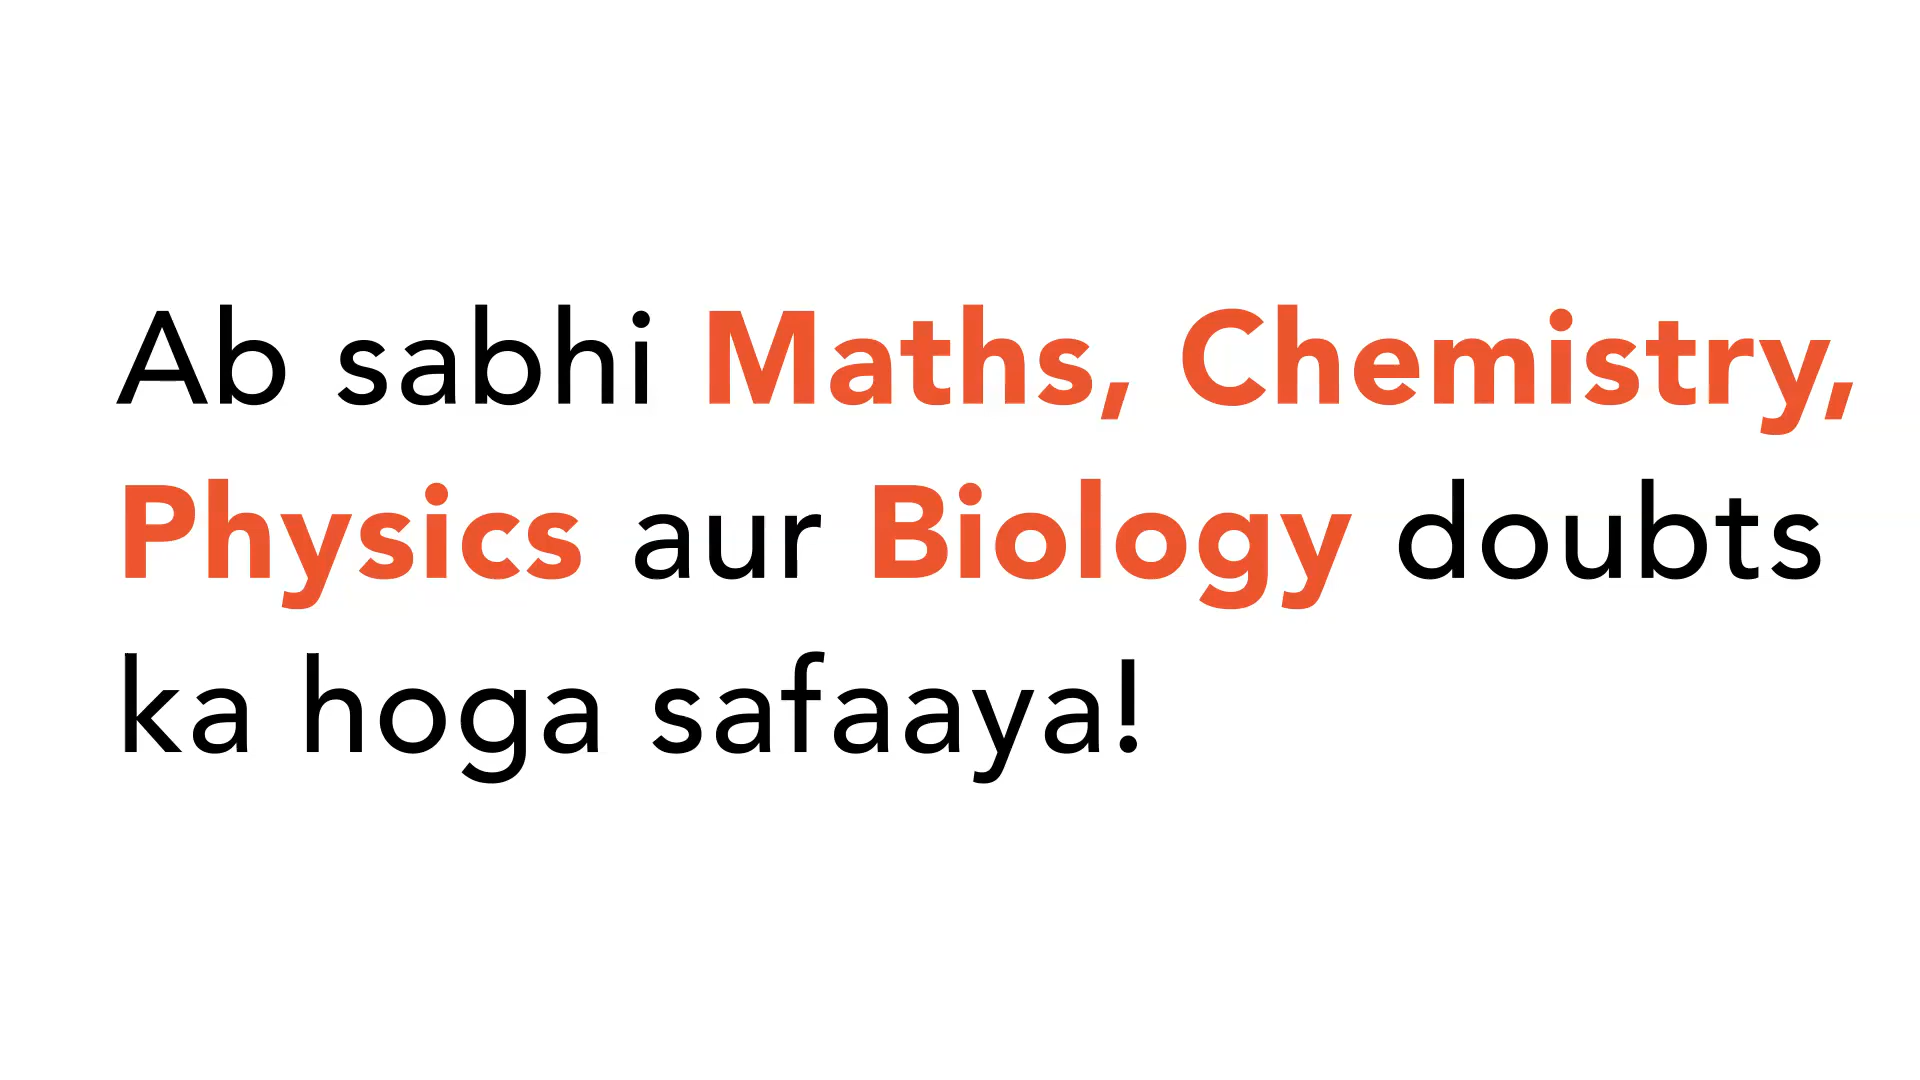 Ab sabhi Maths, Chemistry,
Physics aur Biology doubts
ka hoga safaaya!